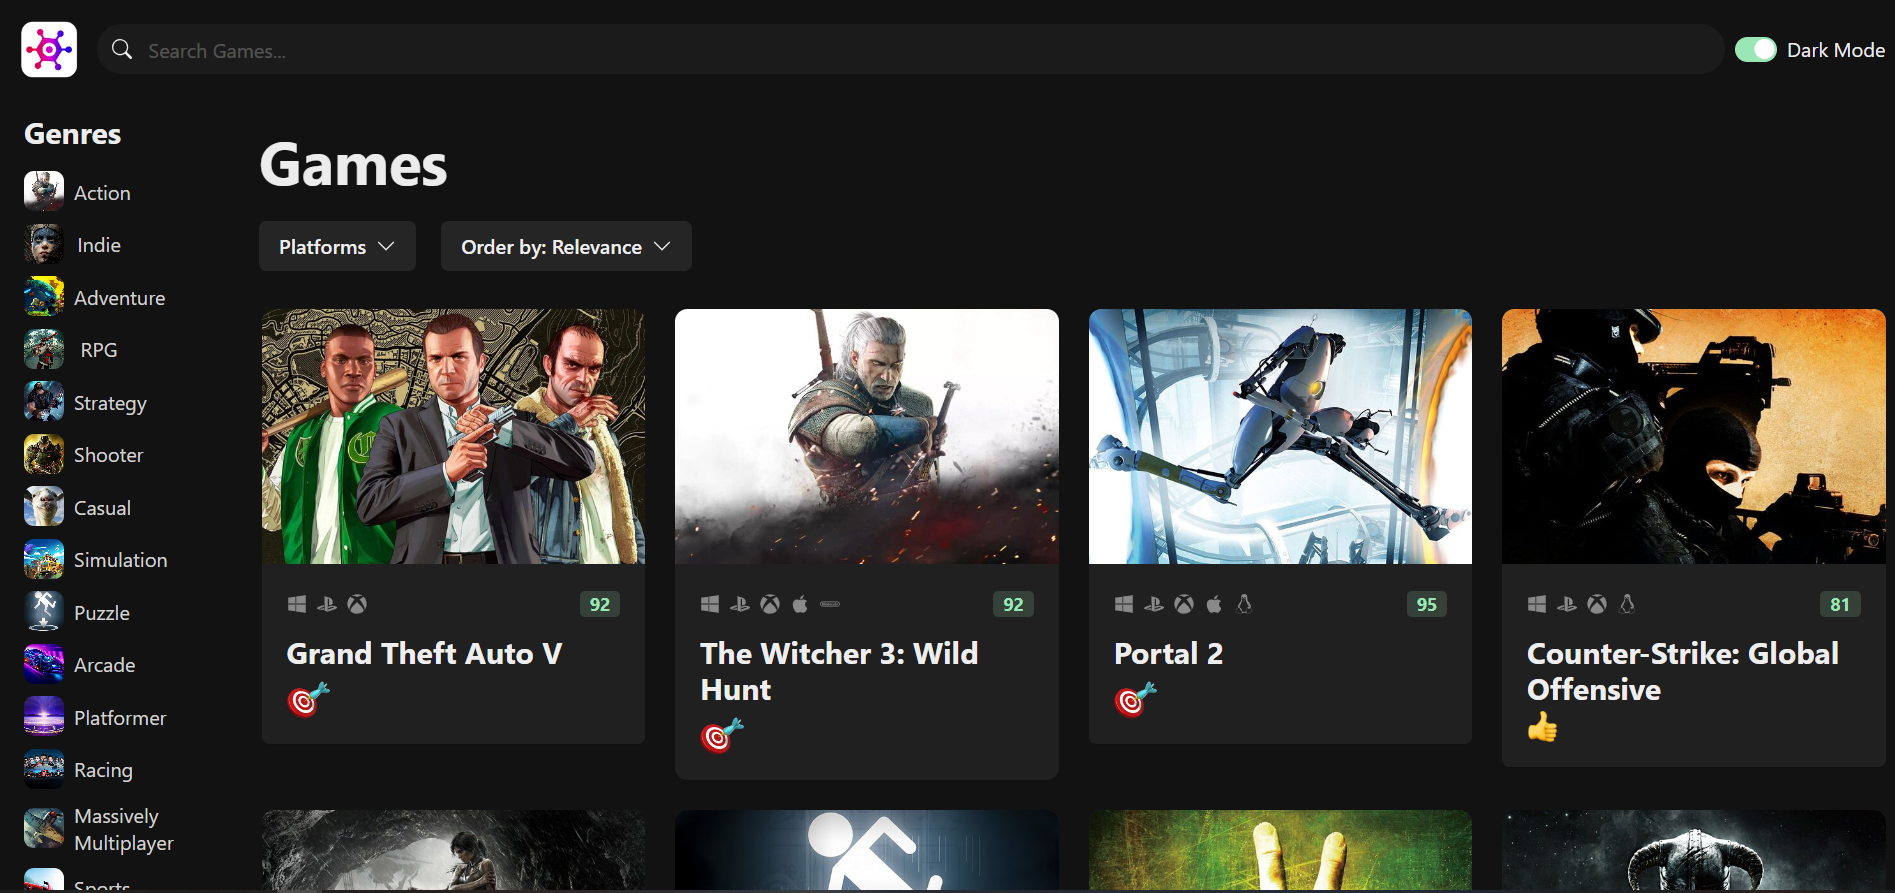 Search Games...
Dark Mode
Genres
Action
Indie
Adventure
RPG
Strategy
Shooter
Casual
Simulation
Puzzle
Arcade
Platformer
Racing
Massively
Multiplayer
Sports
Games
Platforms
Order by: Relevance
92
Grand Theft Auto V
92
The Witcher 3: Wild
Hunt
95
Portal 2
81
Counter-Strike: Global
Offensive